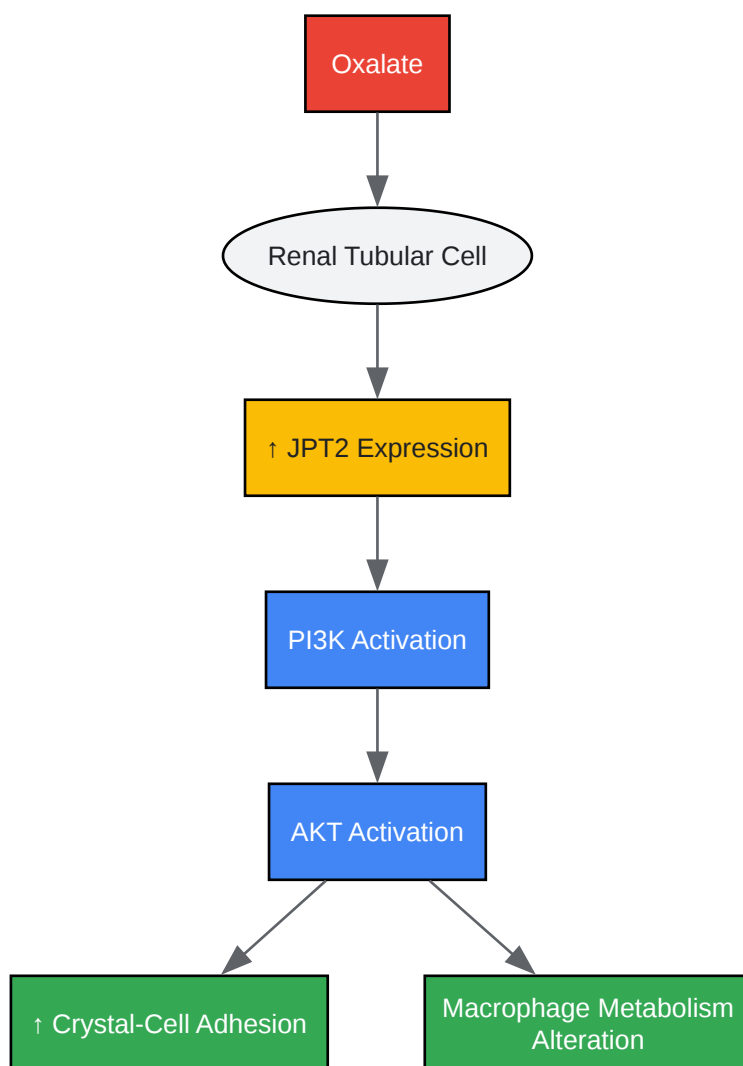 Oxalate
Renal Tubular Cell
↑ JPT2 Expression
PI3K Activation
AKT Activation
↑ Crystal-Cell Adhesion
Macrophage Metabolism
Alteration